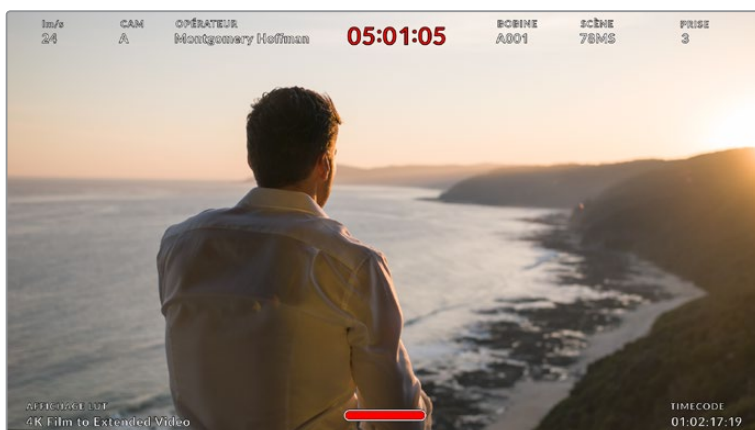 im/s CAM OPÉRATEUR 05:01:05 BOBINE SCÈNE PRISE
24 A Montgomery Hoffman A001 78MS 3
AFFICHAGE LUT TIMECODE
4K Film to Extended Video 01:02:17:19